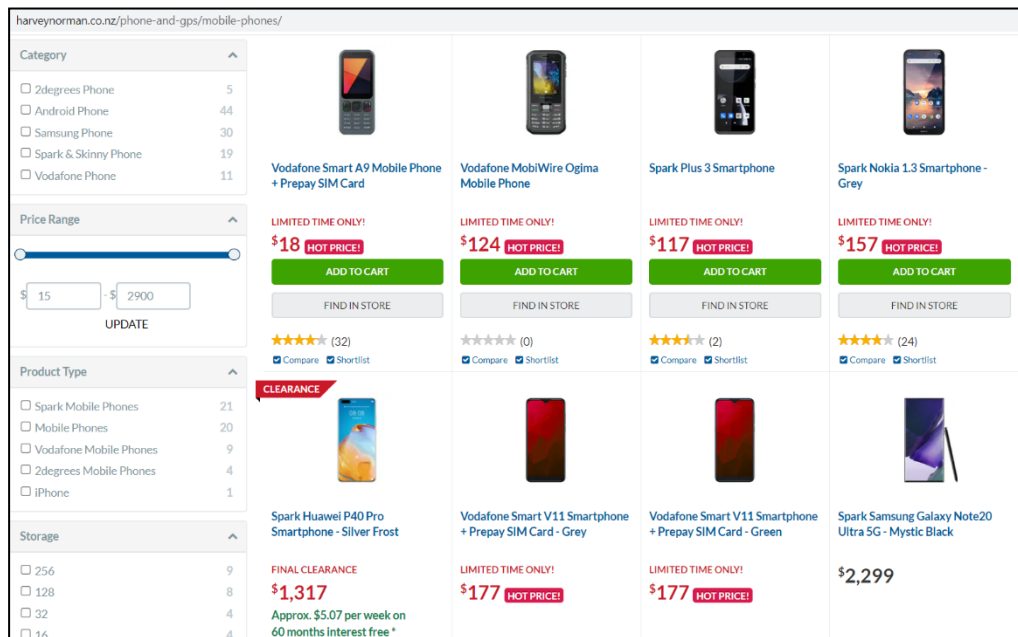 harveynorman.co.nz/phone-and-gps/mobile-phones/
Category
2degrees Phone 5
Android Phone 44
Samsung Phone 30
Spark & Skinny Phone 19
Vodafone Phone 11
Price Range
$ 15 - $ 2900
UPDATE
Product Type
Spark Mobile Phones 21
Mobile Phones 20
Vodafone Mobile Phones 9
2degrees Mobile Phones 4
iPhone 1
Storage
256 9
128 8
32 4
16 4
Vodafone Smart A9 Mobile Phone
+ Prepay SIM Card
LIMITED TIME ONLY!
$18 HOT PRICE!
ADD TO CART
FIND IN STORE
(32)
Compare Shortlist
Vodafone MobiWire Ogima
Mobile Phone
LIMITED TIME ONLY!
$124 HOT PRICE!
ADD TO CART
FIND IN STORE
(0)
Compare Shortlist
Spark Plus 3 Smartphone
LIMITED TIME ONLY!
$117 HOT PRICE!
ADD TO CART
FIND IN STORE
(2)
Compare Shortlist
Spark Nokia 1.3 Smartphone -
Grey
LIMITED TIME ONLY!
$157 HOT PRICE!
ADD TO CART
FIND IN STORE
(24)
Compare Shortlist
CLEARANCE
Spark Huawei P40 Pro
Smartphone - Silver Frost
FINAL CLEARANCE
$1,317
Approx. $5.07 per week on
60 months interest free *
Vodafone Smart V11 Smartphone
+ Prepay SIM Card - Grey
LIMITED TIME ONLY!
$177 HOT PRICE!
Vodafone Smart V11 Smartphone
+ Prepay SIM Card - Green
LIMITED TIME ONLY!
$177 HOT PRICE!
Spark Samsung Galaxy Note20
Ultra 5G - Mystic Black
$2,299